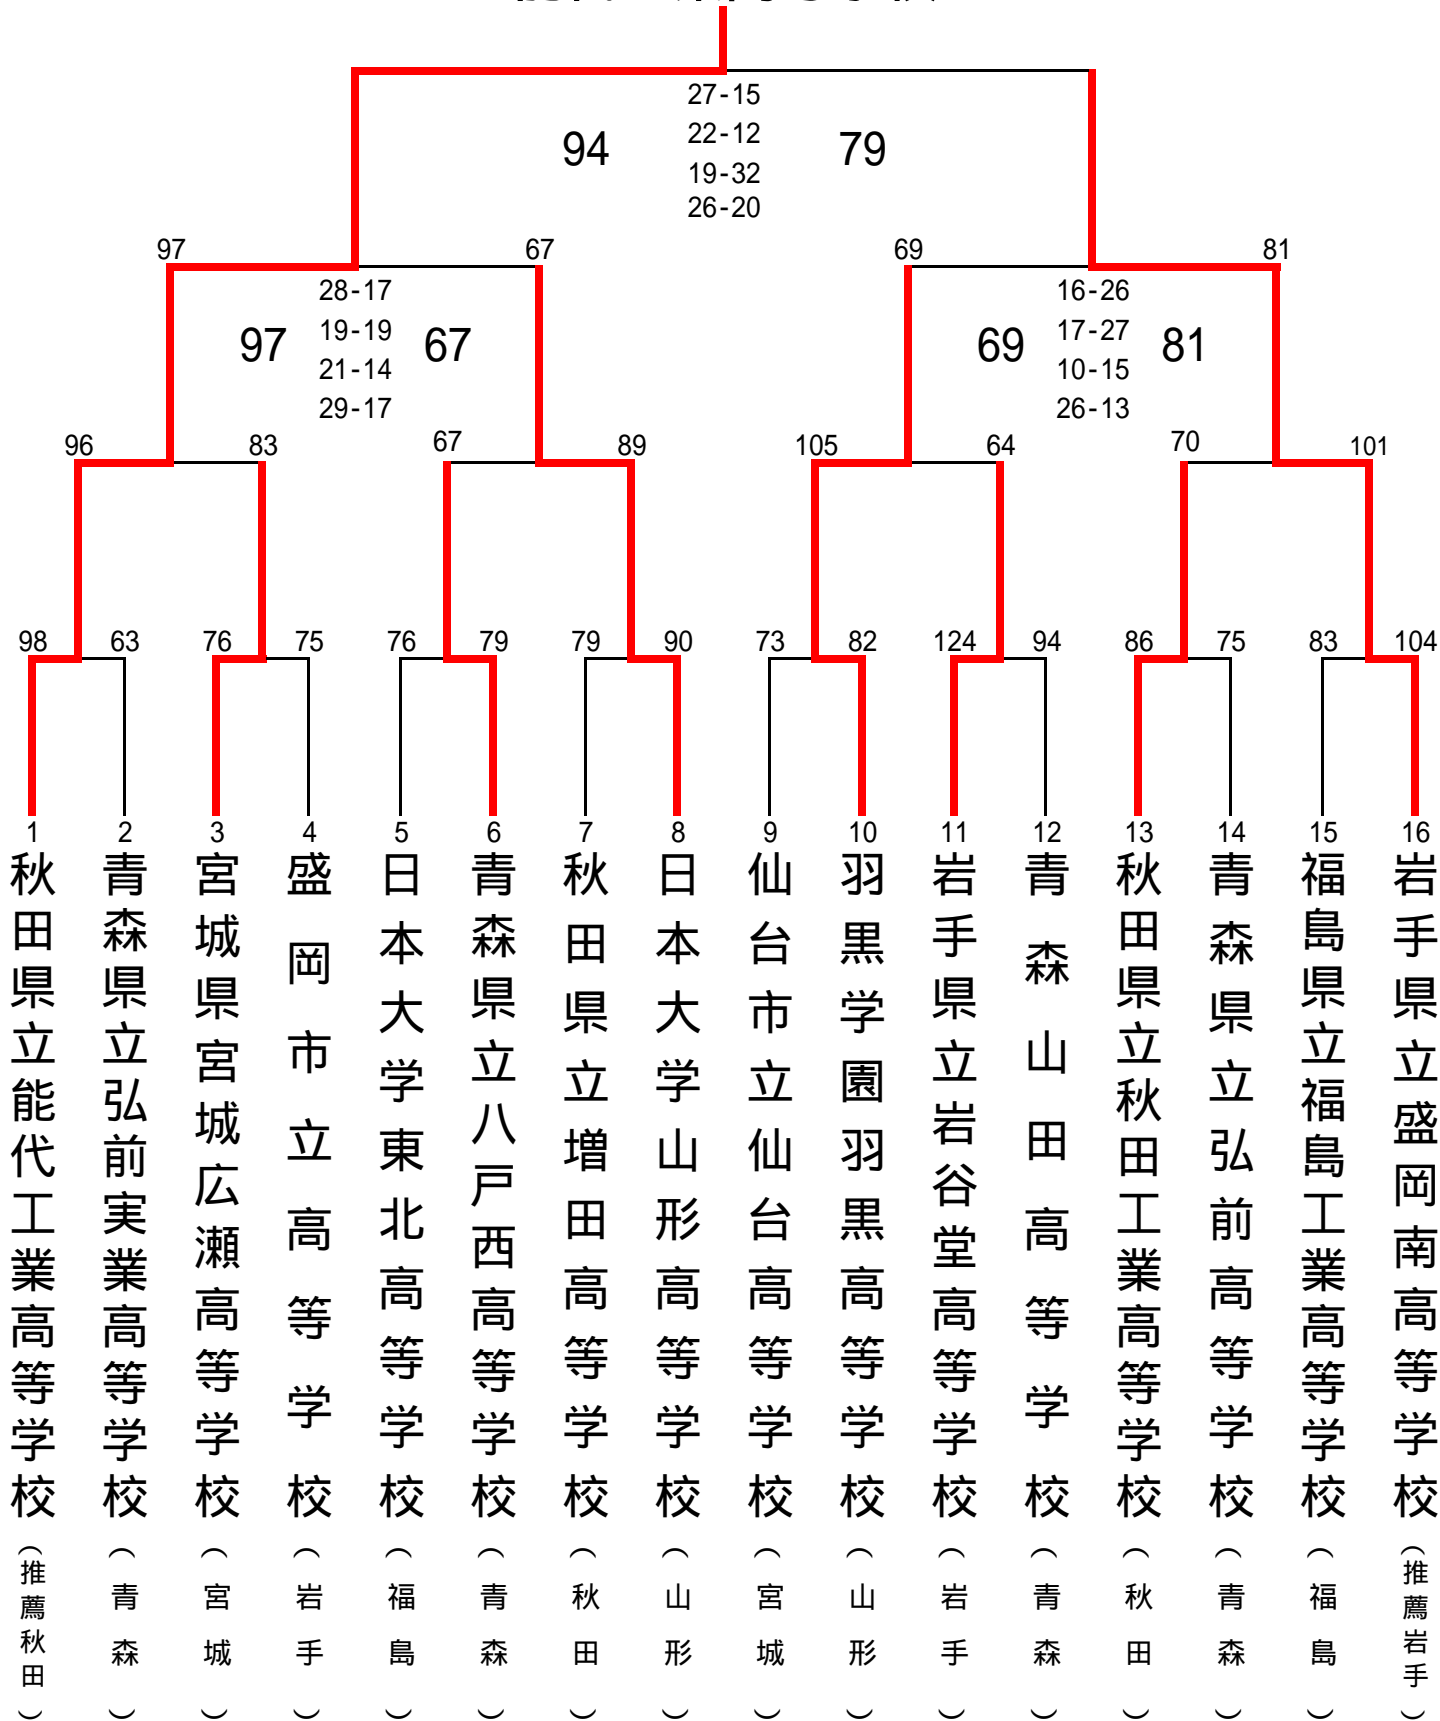 27-15
94 22-12 79
19-32
26-20
97 67 69 81
28-17 16-26
97 19-19 67 69 17-27 81
21-14 10-15
29-17 26-13
96 83 67 89 105 64 70 101
98 63 76 75 76 79 79 90 73 82 124 94 86 75 83 104
1 2 3 4 5 6 7 8 9 10 11 12 13 14 15 16
秋田県立能代工業高等学校（推薦秋田）
青森県立弘前実業高等学校（青森）
宮城県宮城広瀬高等学校（宮城）
盛岡市立高等学校（岩手）
日本大学東北高等学校（福島）
青森県立八戸西高等学校（青森）
秋田県立増田高等学校（秋田）
日本大学山形高等学校（山形）
仙台市立仙台高等学校（宮城）
羽黒学園羽黒高等学校（山形）
岩手県立岩谷堂高等学校（岩手）
青森山田高等学校（青森）
秋田県立秋田工業高等学校（秋田）
青森県立弘前高等学校（青森）
福島県立福島工業高等学校（福島）
岩手県立盛岡南高等学校（推薦岩手）